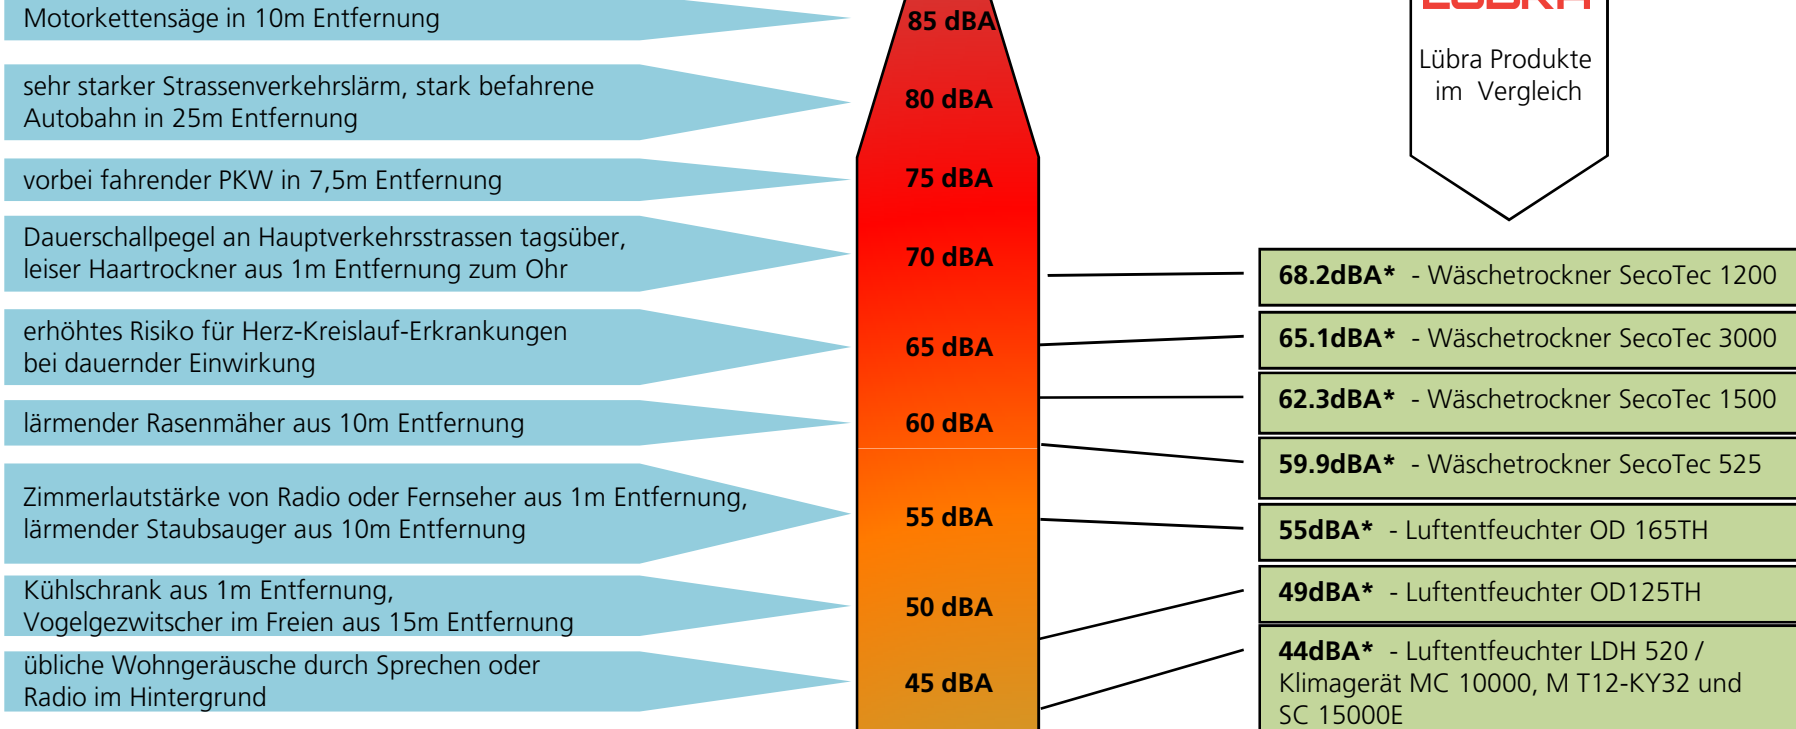 Motorkettensäge in 10m Entfernung
sehr starker Strassenverkehrslärm, stark befahrene
Autobahn in 25m Entfernung
vorbei fahrender PKW in 7,5m Entfernung
Dauerschallpegel an Hauptverkehrsstrassen tagsüber,
leiser Haartrockner aus 1m Entfernung zum Ohr
erhöhtes Risiko für Herz-Kreislauf-Erkrankungen
bei dauernder Einwirkung
lärmender Rasenmäher aus 10m Entfernung
Zimmerlautstärke von Radio oder Fernseher aus 1m Entfernung,
lärmender Staubsauger aus 10m Entfernung
Kühlschrank aus 1m Entfernung,
Vogelgezwitscher im Freien aus 15m Entfernung
übliche Wohngeräusche durch Sprechen oder
Radio im Hintergrund
85 dBA
80 dBA
75 dBA
70 dBA
65 dBA
60 dBA
55 dBA
50 dBA
45 dBA
LÜBRA
Lübra Produkte
im Vergleich
68.2dBA* - Wäschetrockner SecoTec 1200
65.1dBA* - Wäschetrockner SecoTec 3000
62.3dBA* - Wäschetrockner SecoTec 1500
59.9dBA* - Wäschetrockner SecoTec 525
55dBA* - Luftentfeuchter OD 165TH
49dBA* - Luftentfeuchter OD125TH
44dBA* - Luftentfeuchter LDH 520 /
Klimagerät MC 10000, M T12-KY32 und
SC 15000E